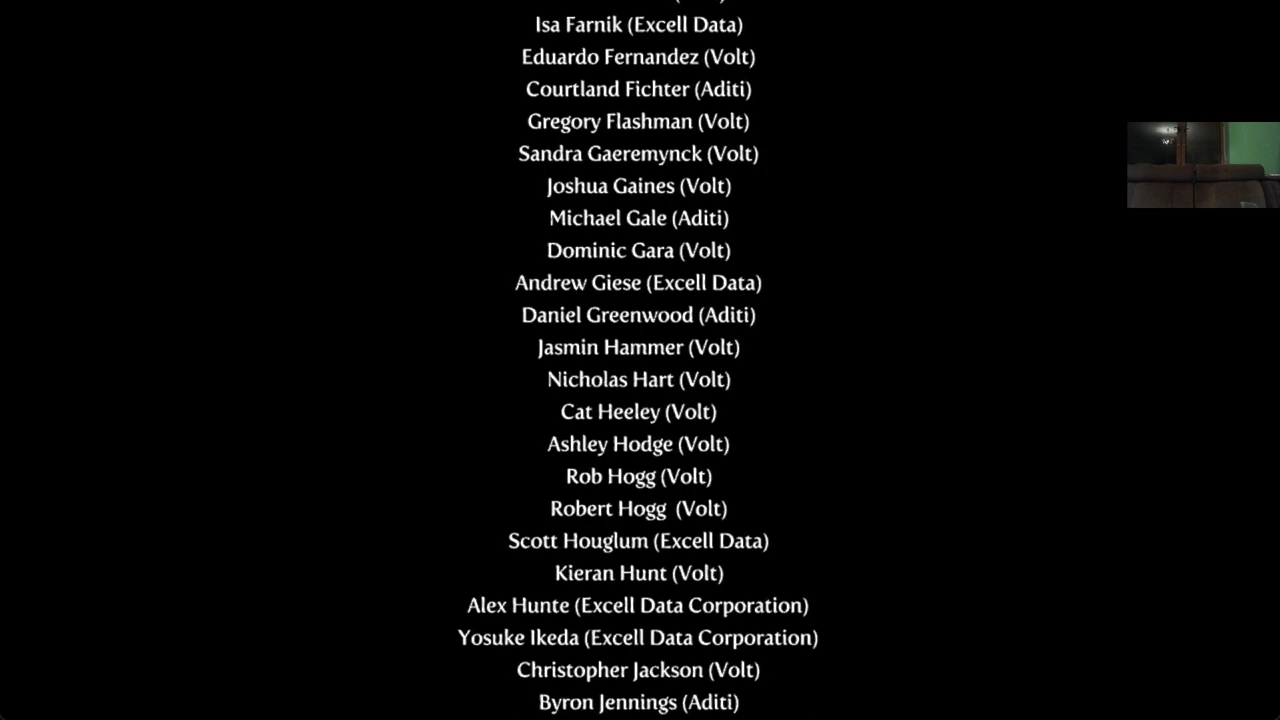 Isa Farnik (Excell Data)
Eduardo Fernandez (Volt)
Courtland Fichter (Aditi)
Gregory Flashman (Volt)
Sandra Gaeremynck (Volt)
Joshua Gaines (Volt)
Michael Gale (Aditi)
Dominic Gara (Volt)
Andrew Giese (Excell Data)
Daniel Greenwood (Aditi)
Jasmin Hammer (Volt)
Nicholas Hart (Volt)
Cat Heeley (Volt)
Ashley Hodge (Volt)
Rob Hogg (Volt)
Robert Hogg (Volt)
Scott Houglum (Excell Data)
Kieran Hunt (Volt)
Alex Hunte (Excell Data Corporation)
Yosuke Ikeda (Excell Data Corporation)
Christopher Jackson (Volt)
Byron Jennings (Aditi)